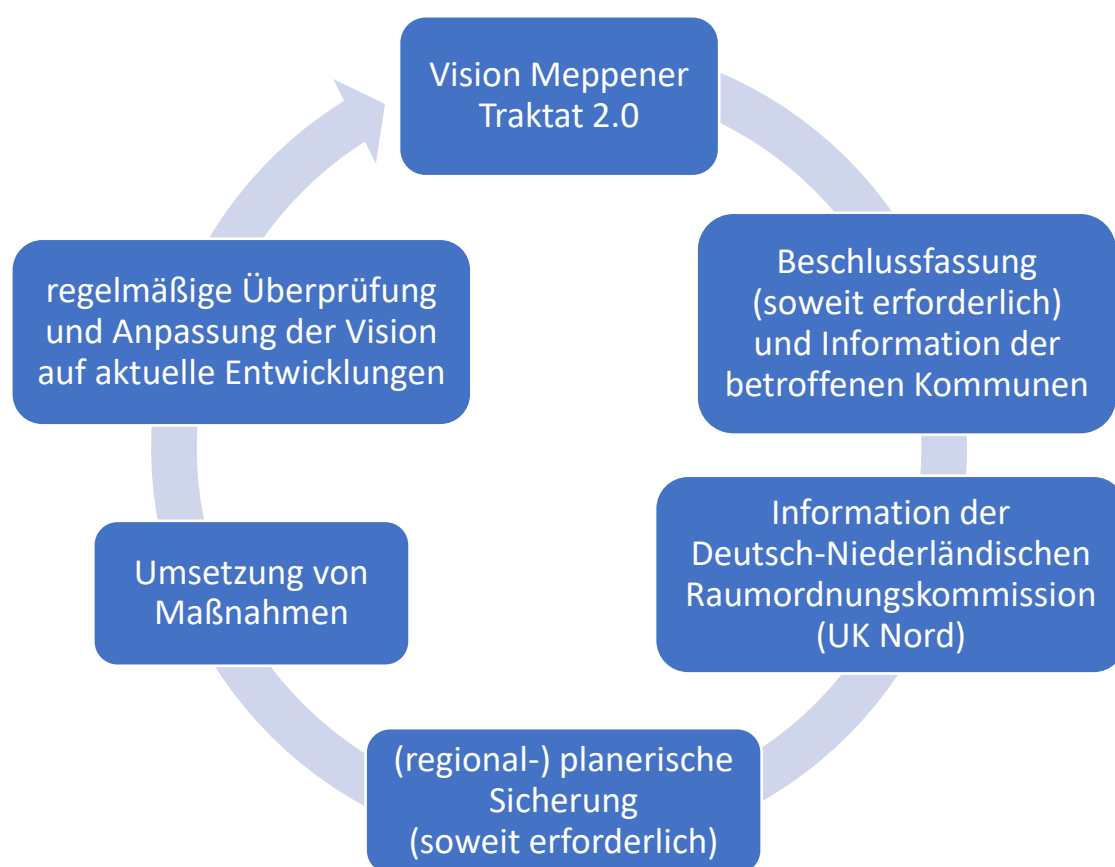 Vision Meppener
Traktat 2.0
Beschlussfassung
(soweit erforderlich)
und Information der
betroffenen Kommunen
Information der
Deutsch-Niederländischen
Raumordnungskommission
(UK Nord)
(regional-) planerische
Sicherung
(soweit erforderlich)
Umsetzung von
Maßnahmen
regelmäßige Überprüfung
und Anpassung der Vision
auf aktuelle Entwicklungen